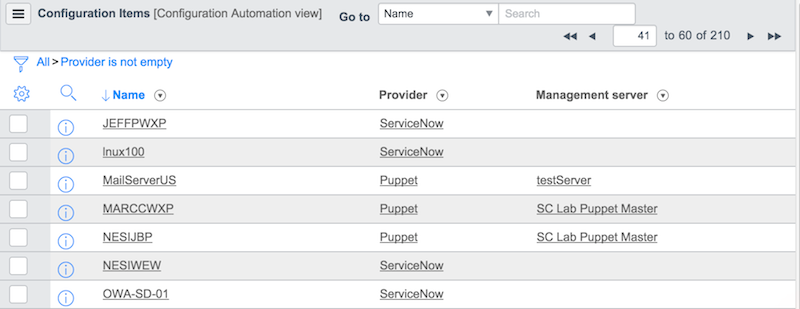 Configuration Items [Configuration Automation view] Go to Name Search
41 to 60 of 210
All > Provider is not empty
Name Provider Management server
JEFFPWXP ServiceNow
lnux100 ServiceNow
MailServerUS Puppet testServer
MARCCWXP Puppet SC Lab Puppet Master
NESIJBP Puppet SC Lab Puppet Master
NESIWEW ServiceNow
OWA-SD-01 ServiceNow